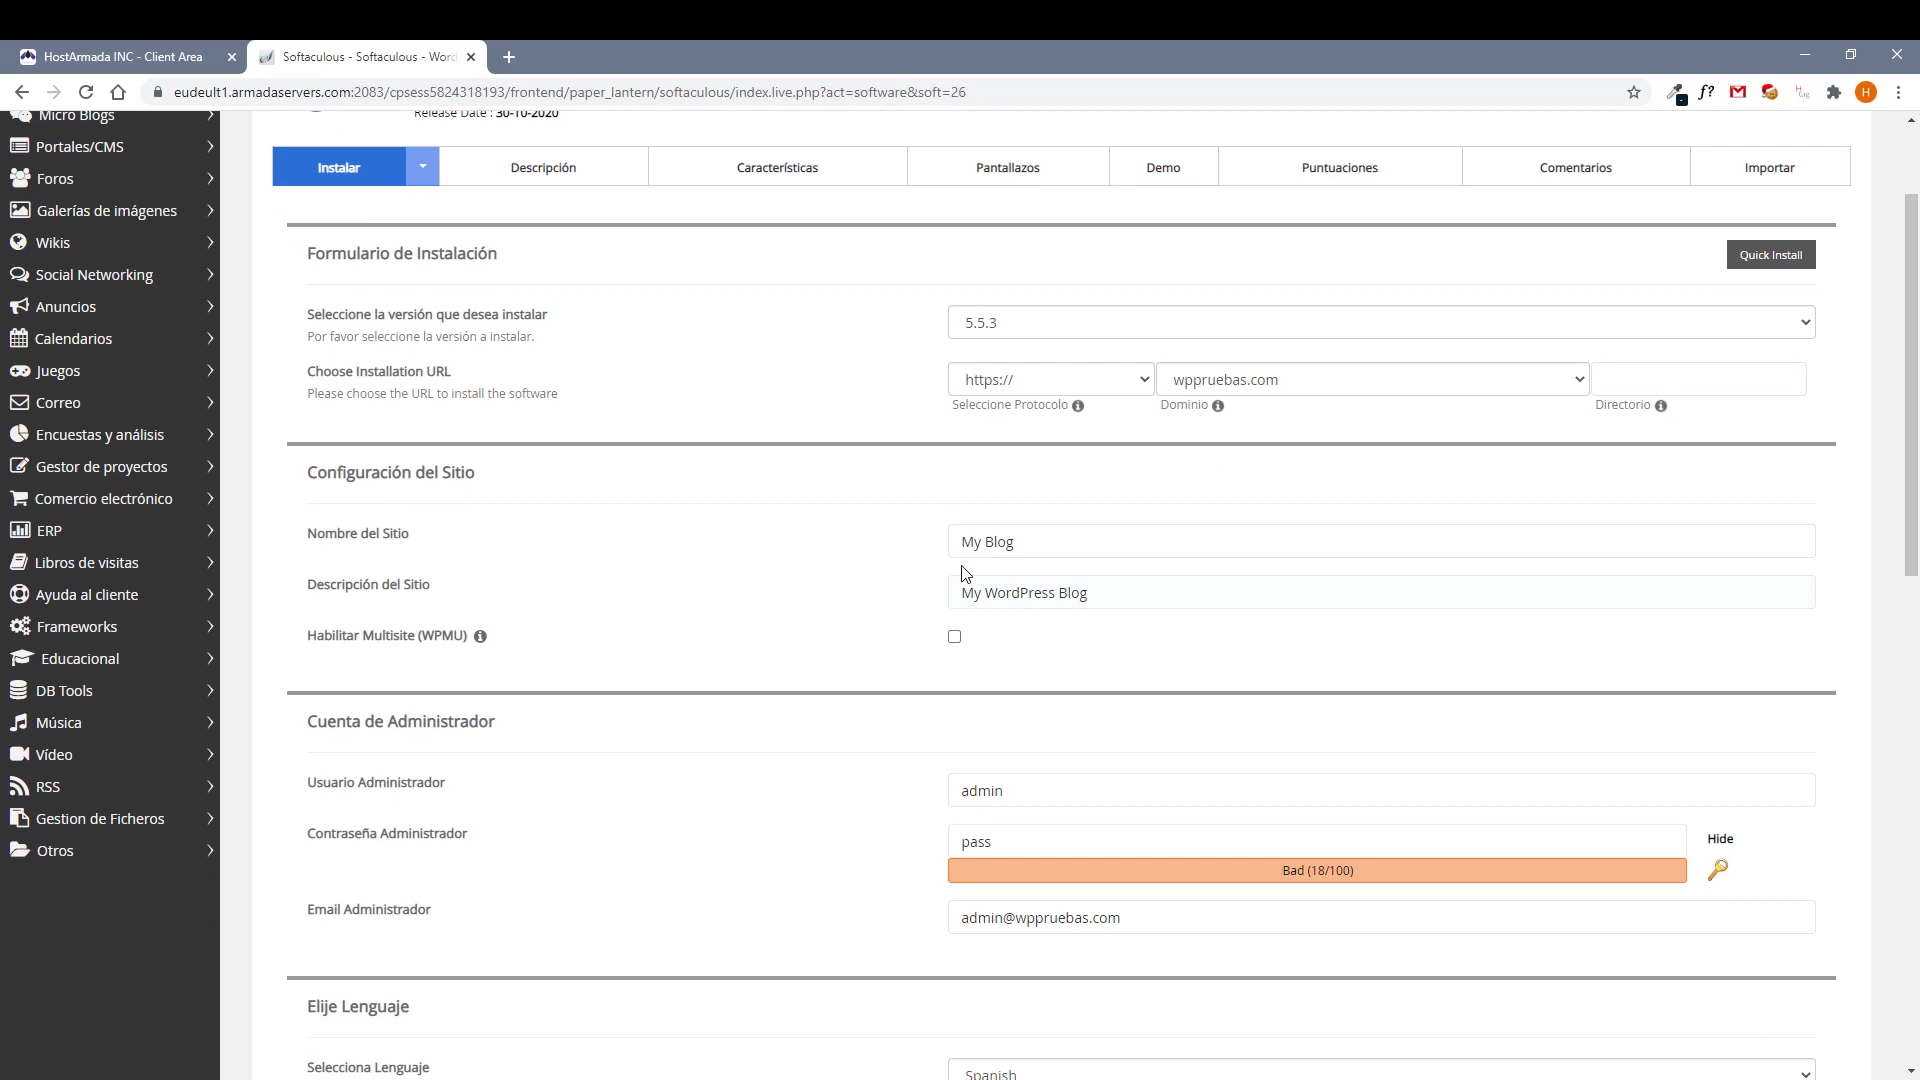 HostArmada INC - Client Area
Softaculous - Softaculous - Word
eudeult1.armadaservers.com:2083/cpsess5824318193/frontend/paper_lantern/softaculous/index.live.php?act=software&soft=26
f?
H
Micro Blogs
Portales/CMS
Foros
Galerías de imágenes
Wikis
Social Networking
Anuncios
Calendarios
Juegos
Correo
Encuestas y análisis
Gestor de proyectos
Comercio electrónico
ERP
Libros de visitas
Ayuda al cliente
Frameworks
Educacional
DB Tools
Música
Vídeo
RSS
Gestion de Ficheros
Otros
Release Date : 30-10-2020
Instalar
Descripción
Características
Pantallazos
Demo
Puntuaciones
Comentarios
Importar
Formulario de Instalación
Quick Install
Seleccione la versión que desea instalar
Por favor seleccione la versión a instalar.
5.5.3
Choose Installation URL
Please choose the URL to install the software
https://
wppruebas.com
Seleccione Protocolo
Dominio
Directorio
Configuración del Sitio
Nombre del Sitio
My Blog
Descripción del Sitio
My WordPress Blog
Habilitar Multisite (WPMU)
Cuenta de Administrador
Usuario Administrador
admin
Contraseña Administrador
pass
Hide
Bad (18/100)
Email Administrador
admin@wppruebas.com
Elije Lenguaje
Selecciona Lenguaje
Spanish